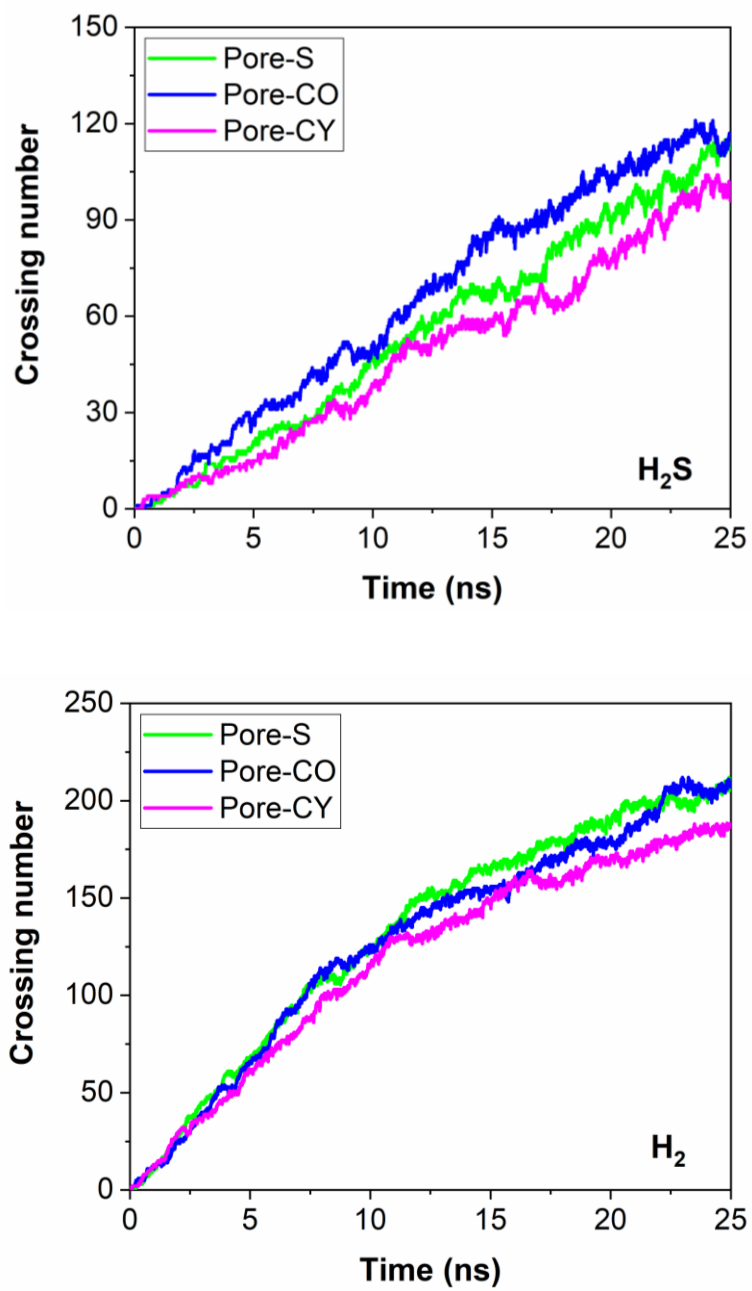 150
120
90
60
30
0
Crossing number
Pore-S
Pore-CO
Pore-CY
H₂S
0 5 10 15 20 25
Time (ns)
250
200
150
100
50
0
Crossing number
Pore-S
Pore-CO
Pore-CY
H₂
0 5 10 15 20 25
Time (ns)